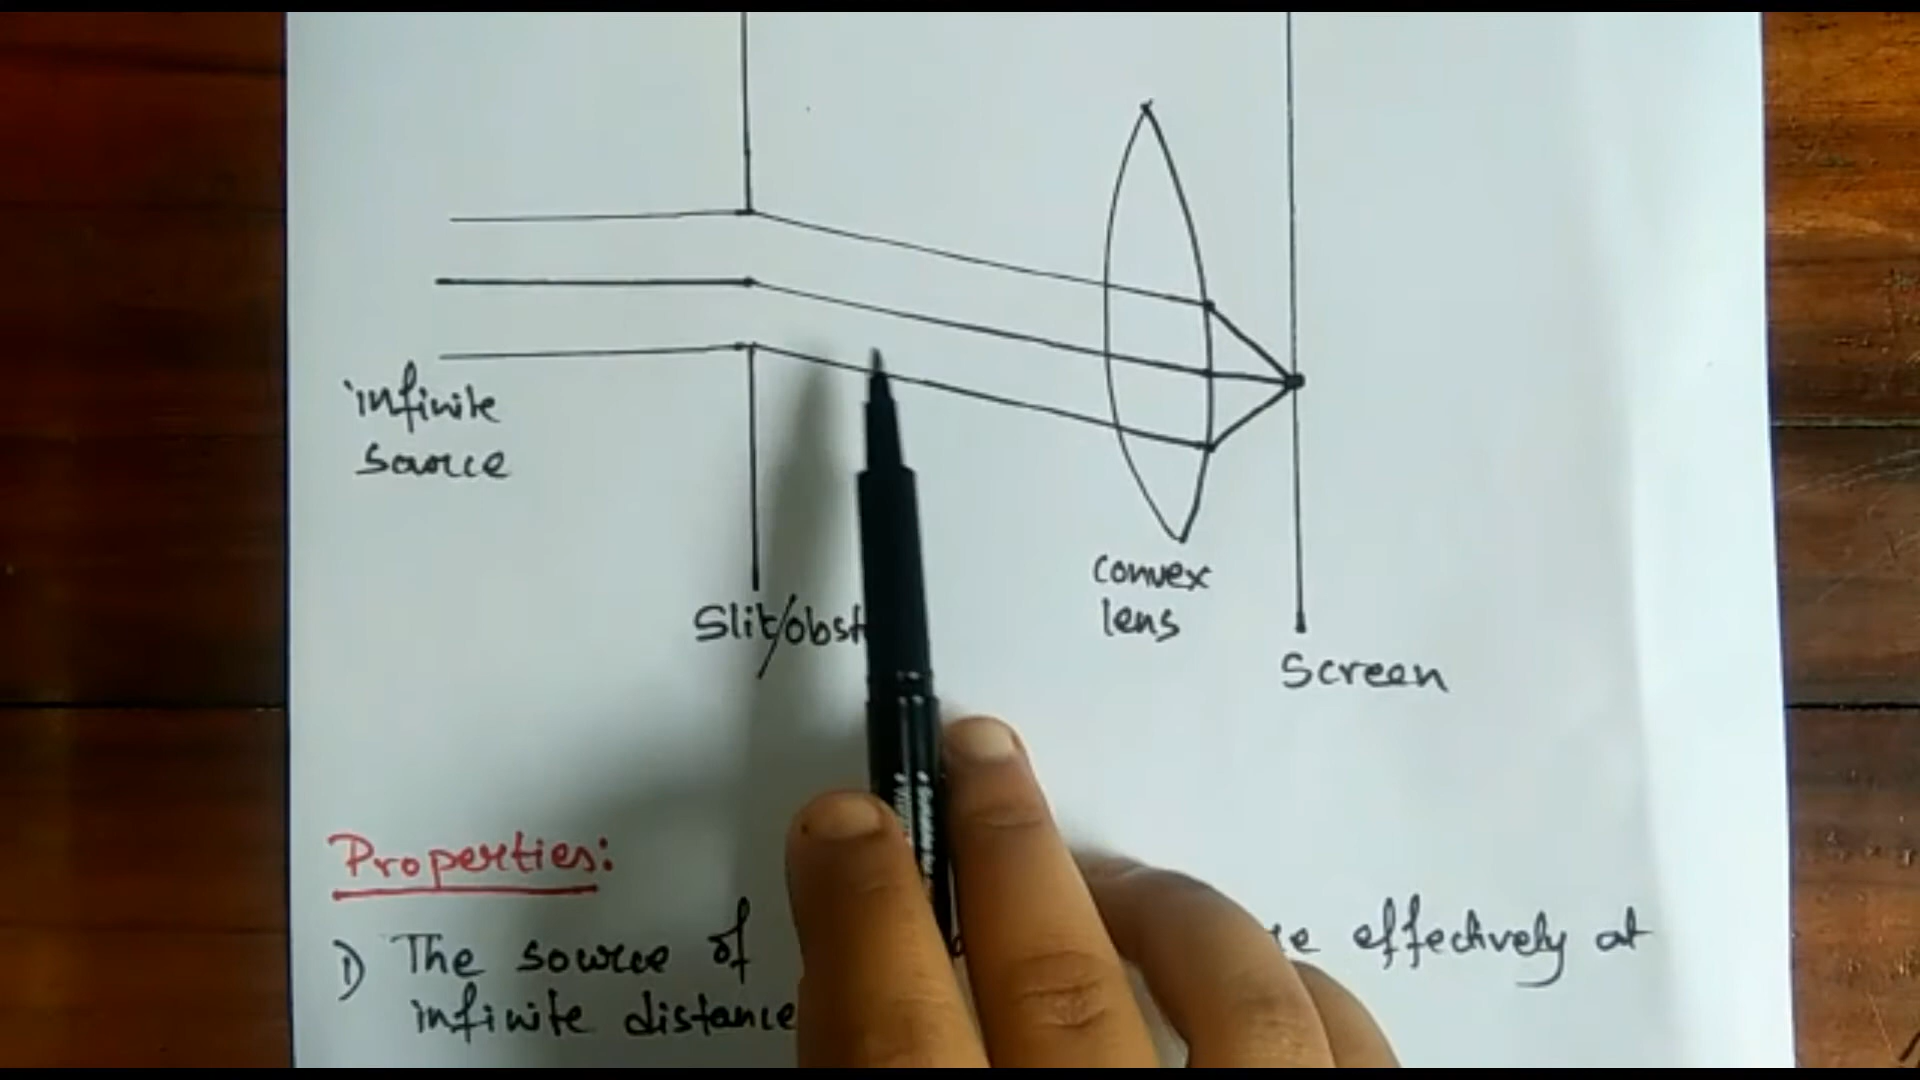 infinite
source
Slit/obst
convex
lens
Screen
Properties:
1) The source of effectively at
infinite distance